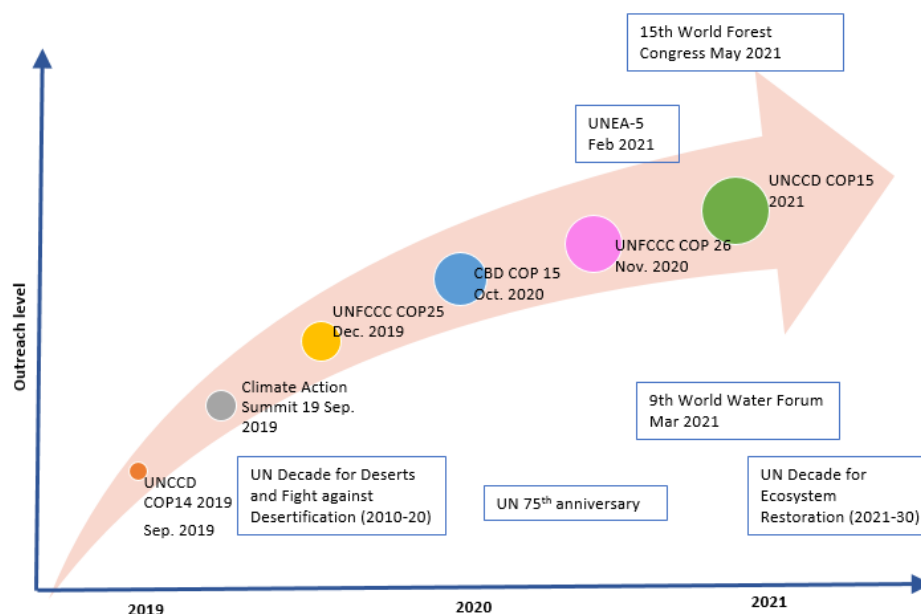 15th World Forest
Congress May 2021
UNEA-5
Feb 2021
UNCCD COP15
2021
UNFCCC COP 26
Nov. 2020
CBD COP 15
Oct. 2020
UNFCCC COP25
Dec. 2019
Outreach level
Climate Action
Summit 19 Sep.
2019
9th World Water Forum
Mar 2021
UNCCD
COP14 2019
Sep. 2019
UN Decade for Deserts
and Fight against
Desertification (2010-20)
UN 75th anniversary
UN Decade for
Ecosystem
Restoration (2021-30)
2019
2020
2021